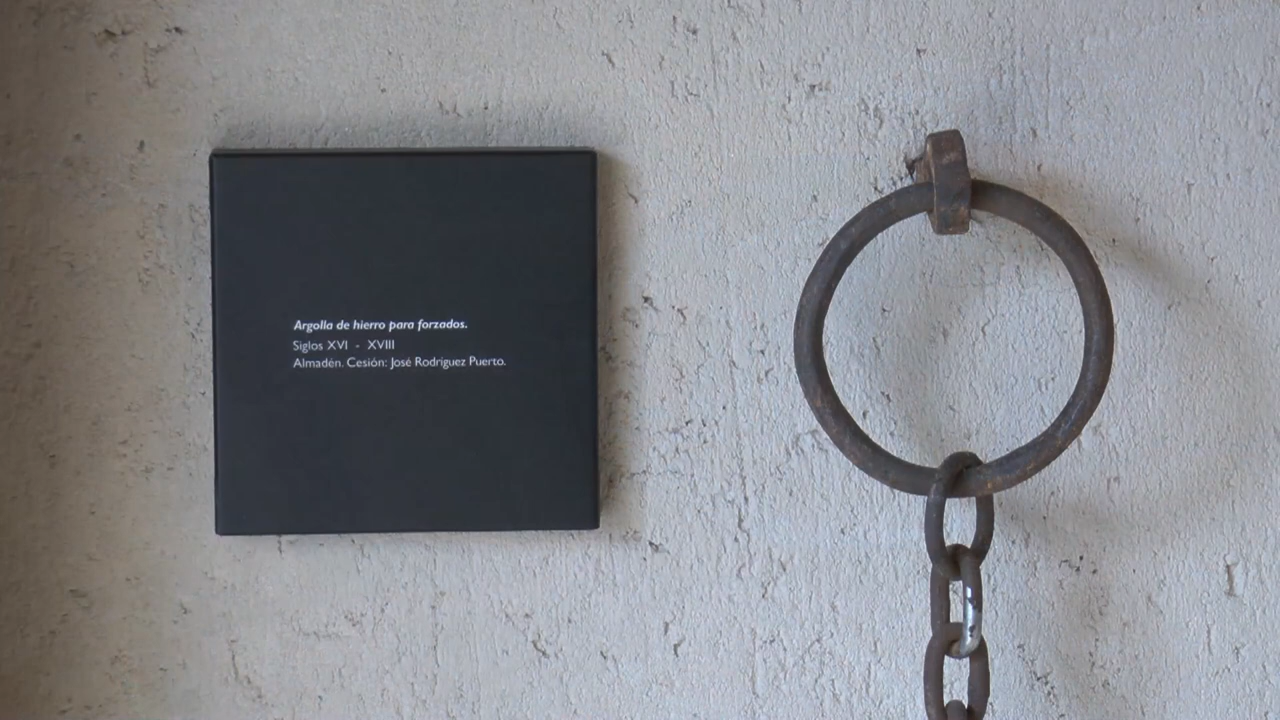 Argolla de hierro para forzados.
Siglos XVI - XVIII
Almadén. Cesión: José Rodríguez Puerto.